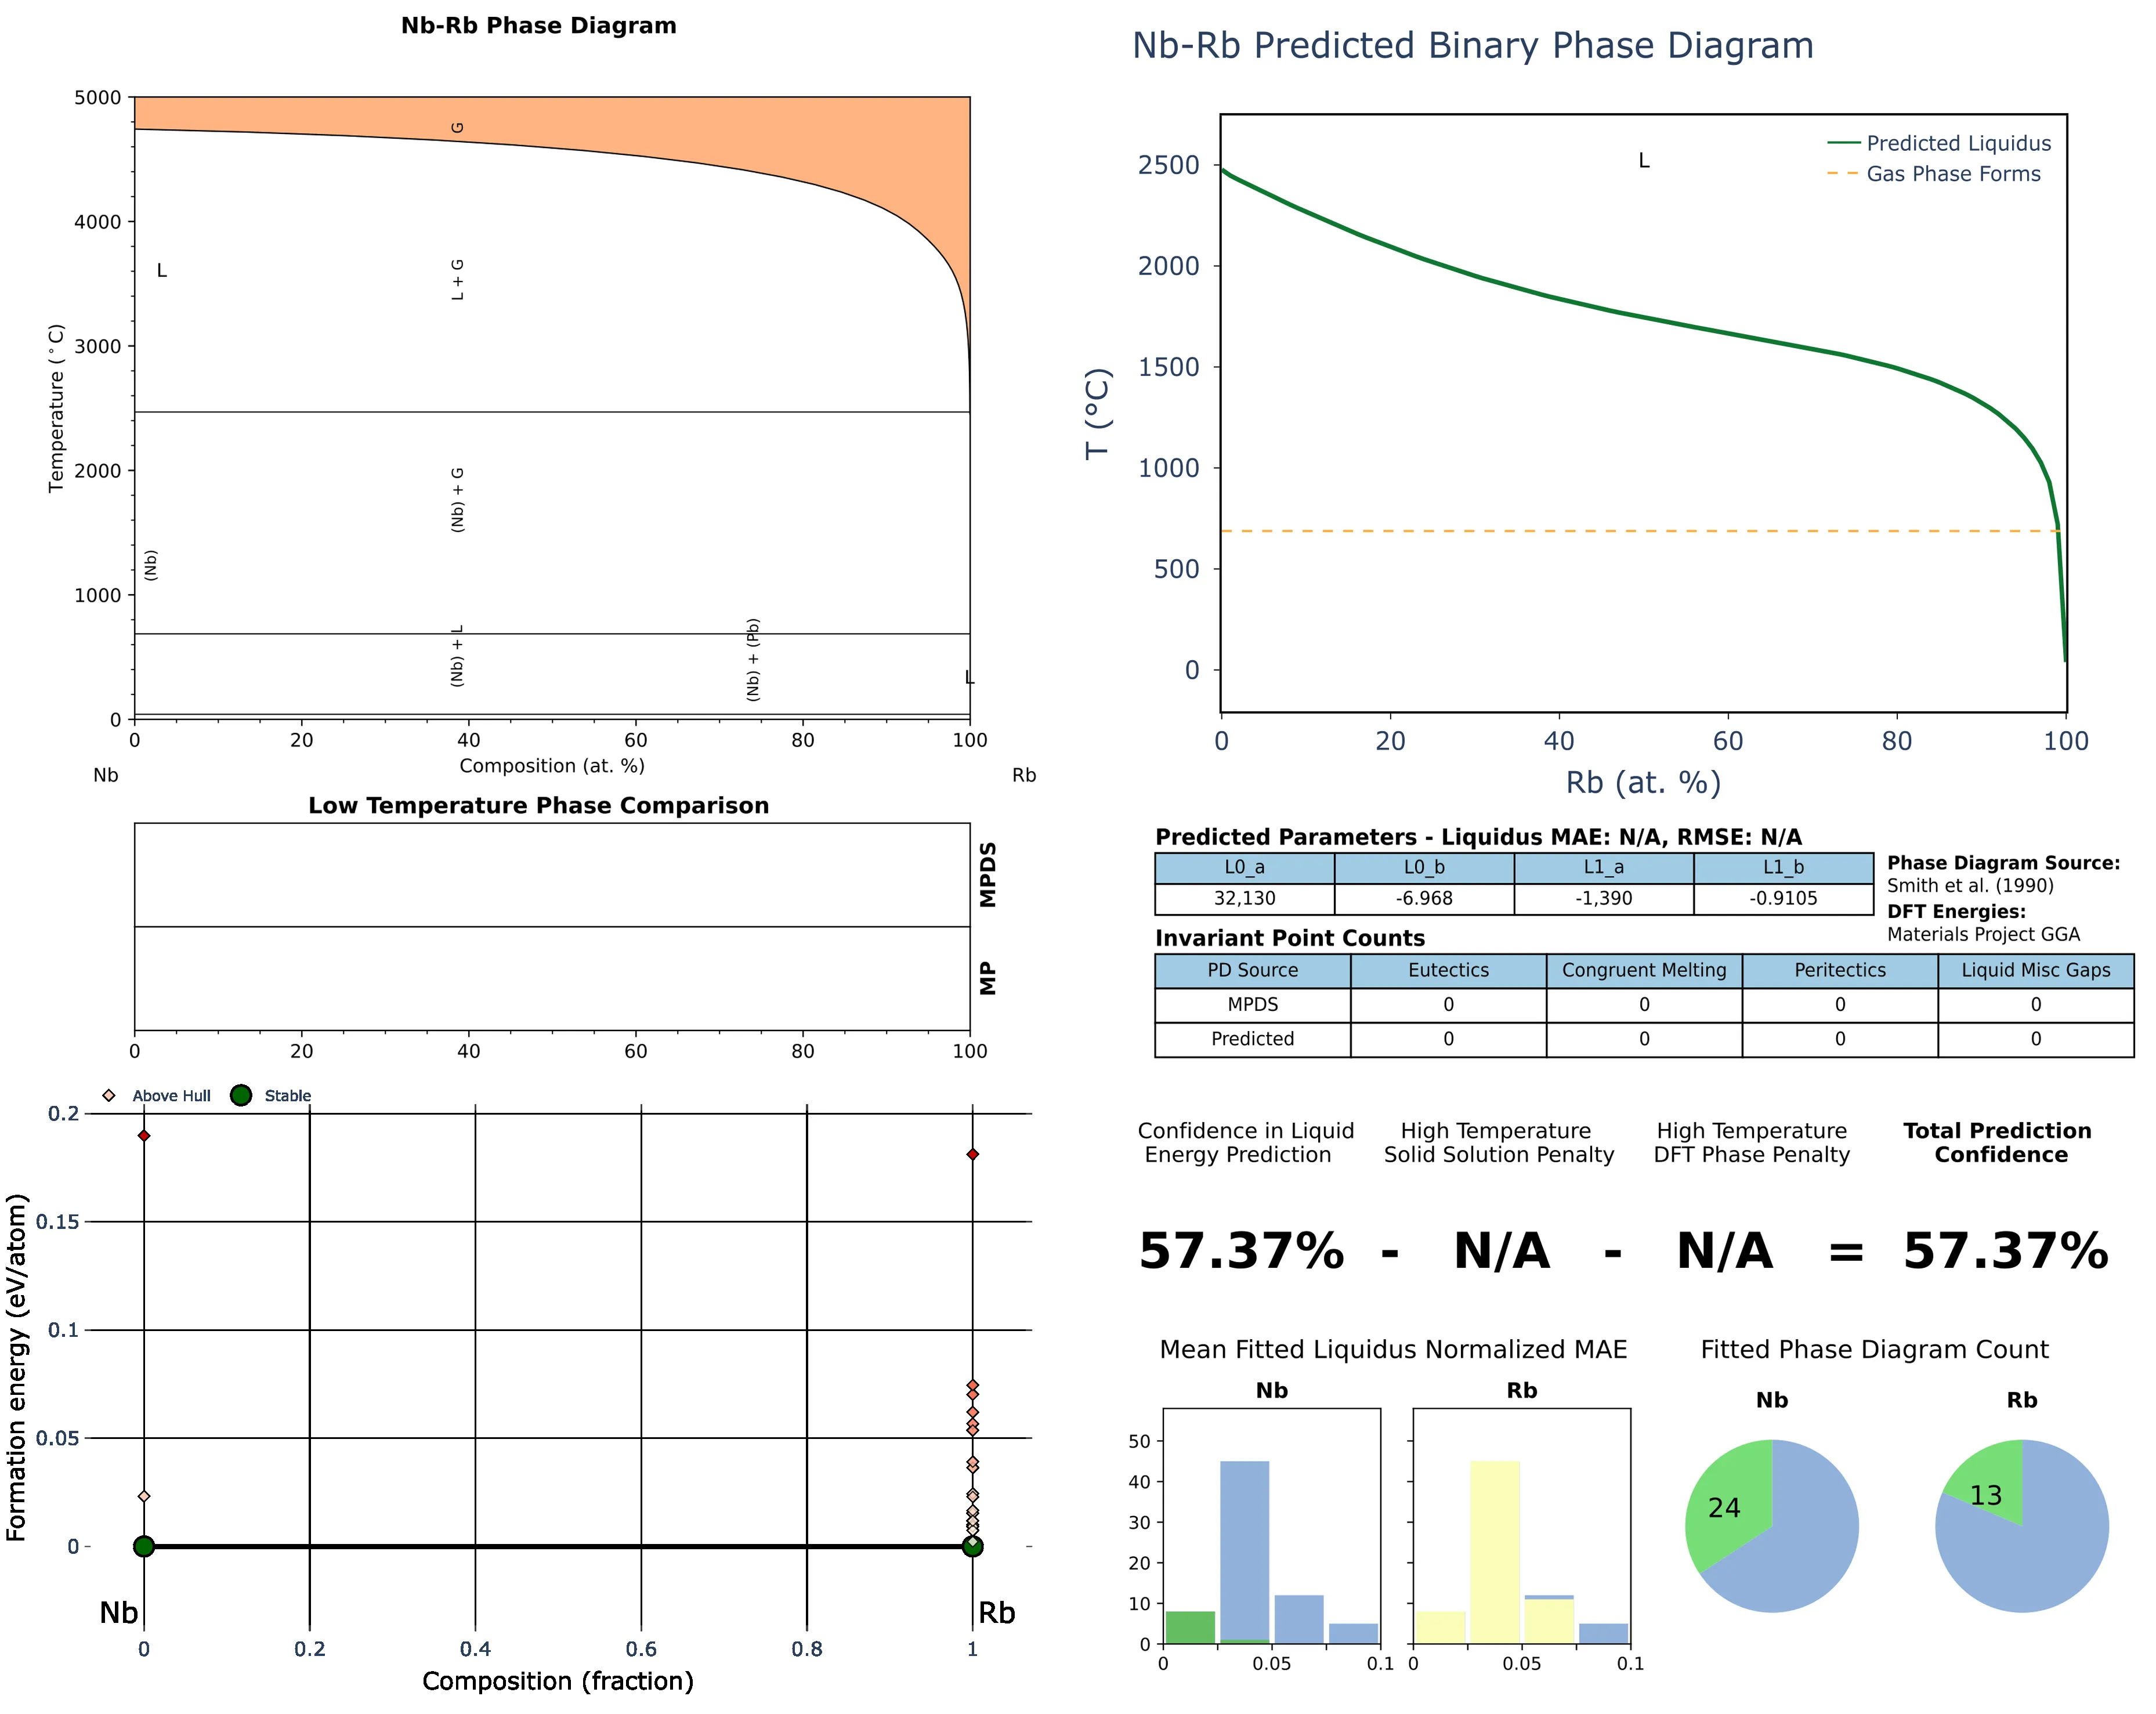 Nb-Rb Phase Diagram
5000
4000
3000
2000
1000
0
Temperature (°C)
G
L
L + G
(Nb) + G
(Nb)
(Nb) + L
(Nb) + (Pb)
L
0 20 40 60 80 100
Composition (at. %)
Nb Rb
Low Temperature Phase Comparison
MPDS
MP
0 20 40 60 80 100
Above Hull Stable
0.2
0.15
0.1
0.05
0
Formation energy (eV/atom)
Nb Rb
0 0.2 0.4 0.6 0.8 1
Composition (fraction)
Nb-Rb Predicted Binary Phase Diagram
L
Predicted Liquidus
Gas Phase Forms
2500
2000
1500
1000
500
0
T (°C)
0 20 40 60 80 100
Rb (at. %)
Predicted Parameters - Liquidus MAE: N/A, RMSE: N/A
L0_a L0_b L1_a L1_b
32,130 -6.968 -1,390 -0.9105
Phase Diagram Source:
Smith et al. (1990)
DFT Energies:
Materials Project GGA
Invariant Point Counts
PD Source Eutectics Congruent Melting Peritectics Liquid Misc Gaps
MPDS 0 0 0 0
Predicted 0 0 0 0
Confidence in Liquid
Energy Prediction
High Temperature
Solid Solution Penalty
High Temperature
DFT Phase Penalty
Total Prediction
Confidence
57.37% - N/A - N/A = 57.37%
Mean Fitted Liquidus Normalized MAE
Nb Rb
50
40
30
20
10
0
0 0.05 0.1 0 0.05 0.1
Fitted Phase Diagram Count
Nb Rb
24 13